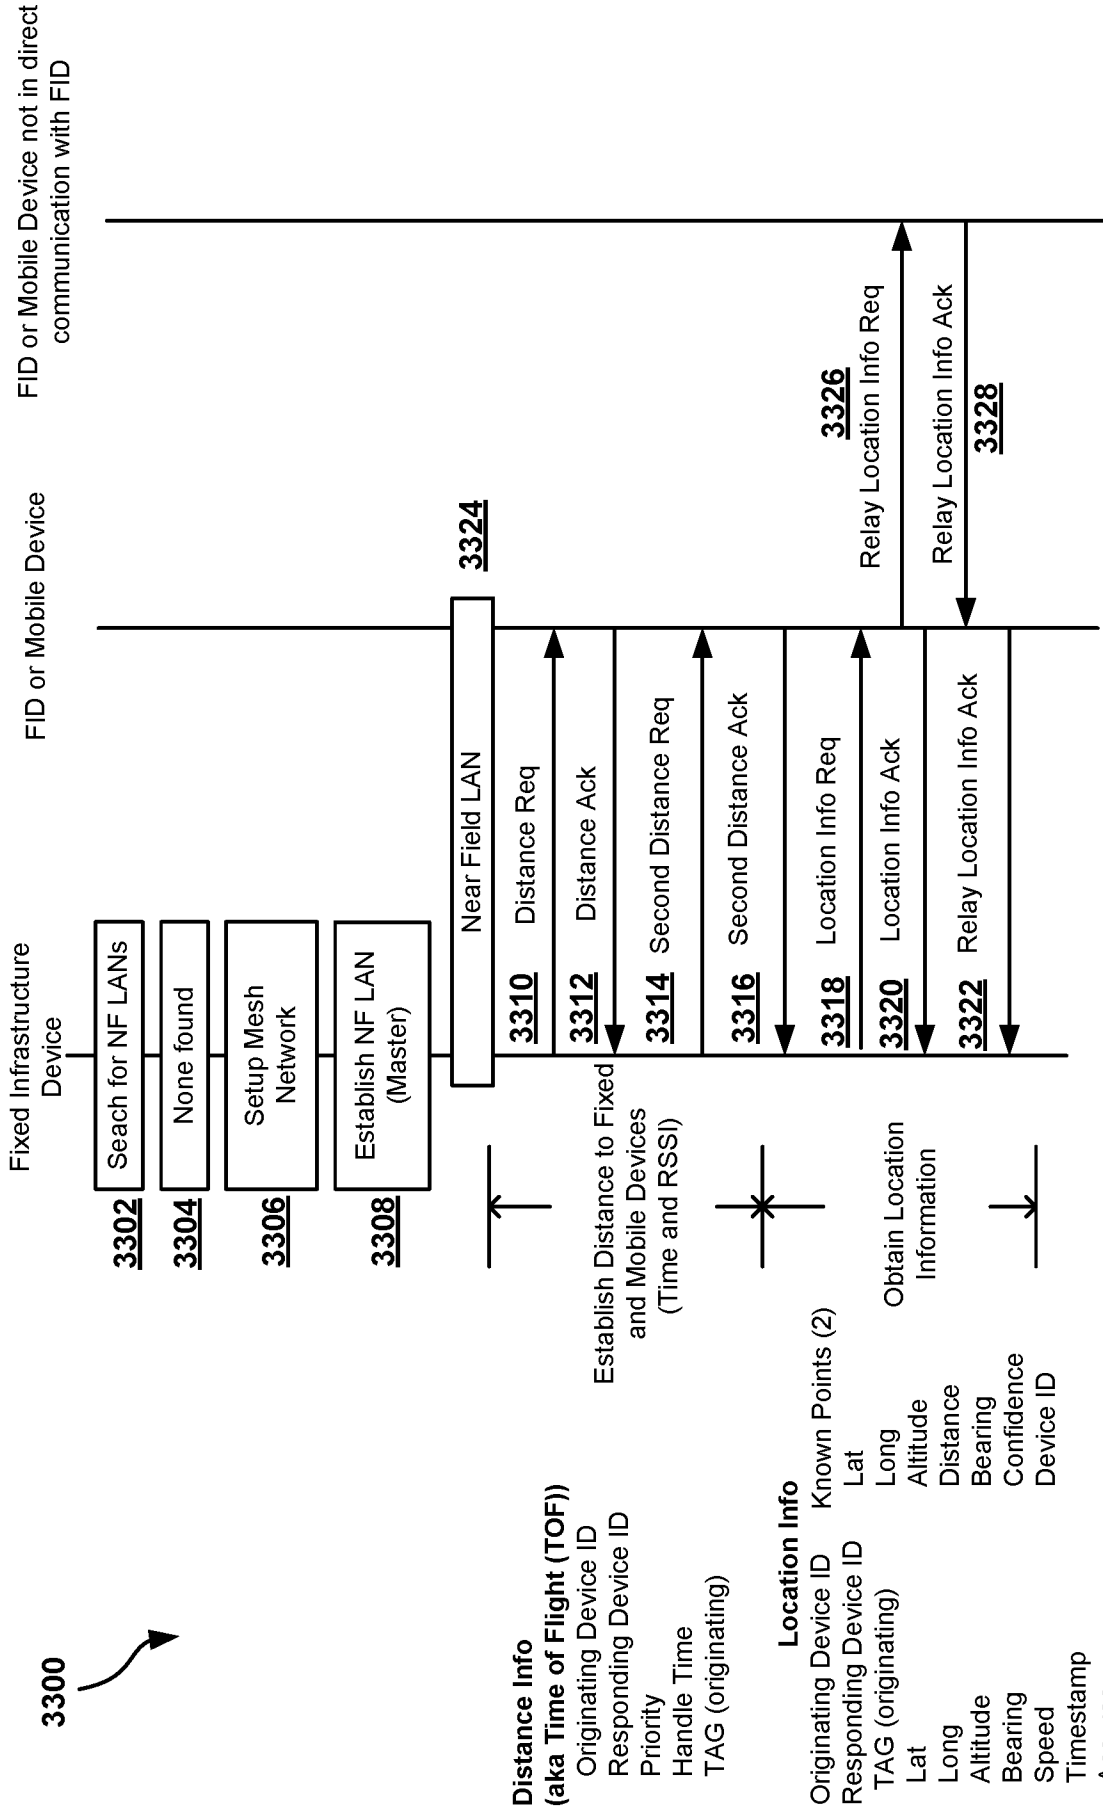 3300
Fixed Infrastructure
Device
FID or Mobile Device
FID or Mobile Device not in direct
communication with FID
3302
Seach for NF LANs
3304
None found
3306
Setup Mesh
Network
3308
Establish NF LAN
(Master)
Near Field LAN
3324
3310
Distance Req
3312
Distance Ack
3314
Second Distance Req
3316
Second Distance Ack
3318
Location Info Req
3320
Location Info Ack
3322
Relay Location Info Ack
3326
Relay Location Info Req
Relay Location Info Ack
3328
Establish Distance to Fixed
and Mobile Devices
(Time and RSSI)
Obtain Location
Information
Distance Info
(aka Time of Flight (TOF))
Originating Device ID
Responding Device ID
Priority
Handle Time
TAG (originating)
Location Info
Originating Device ID
Responding Device ID
TAG (originating)
Lat
Long
Altitude
Bearing
Speed
Timestamp
Known Points (2)
Lat
Long
Altitude
Distance
Bearing
Confidence
Device ID